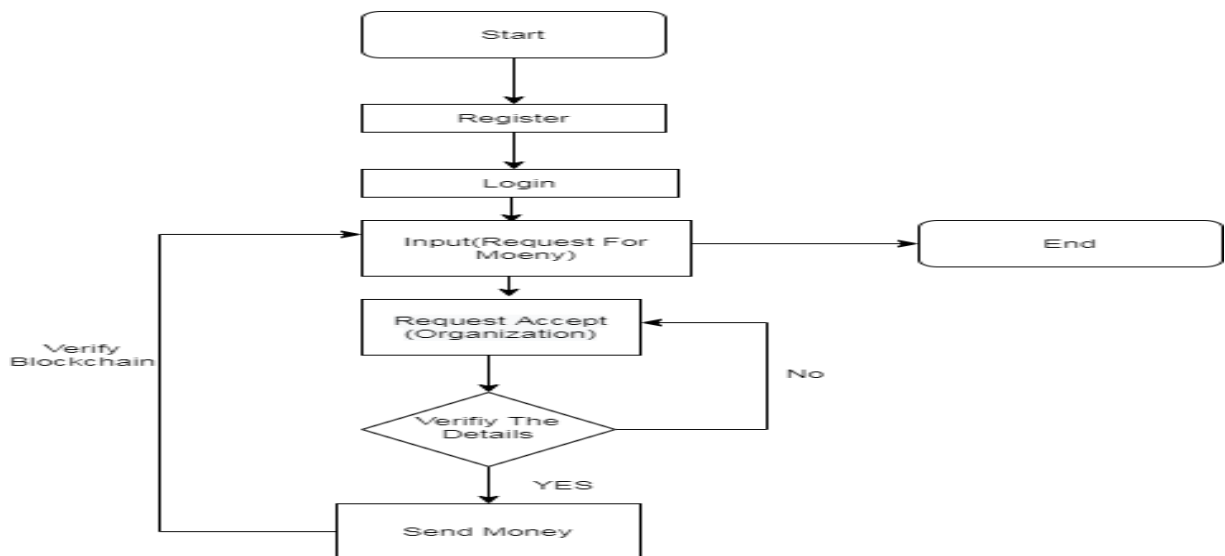 Start
Register
Login
Input(Request For
Moeny)
End
Request Accept
(Organization)
Verify
Blockchain
No
Verifiy The
Details
YES
Send Money